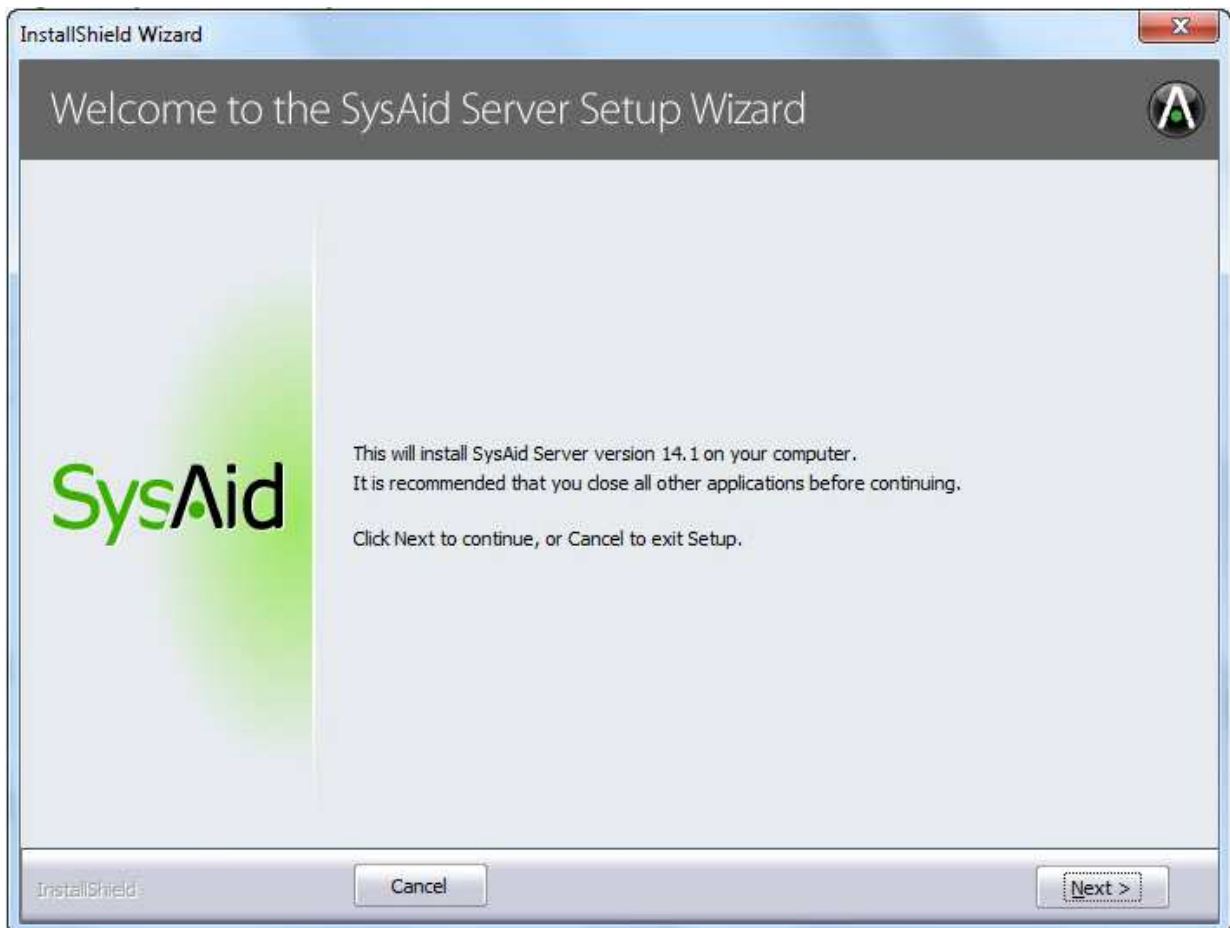 InstallShield Wizard
Welcome to the SysAid Server Setup Wizard
SysAid
This will install SysAid Server version 14.1 on your computer.
It is recommended that you close all other applications before continuing.
Click Next to continue, or Cancel to exit Setup.
InstallShield
Cancel
Next >